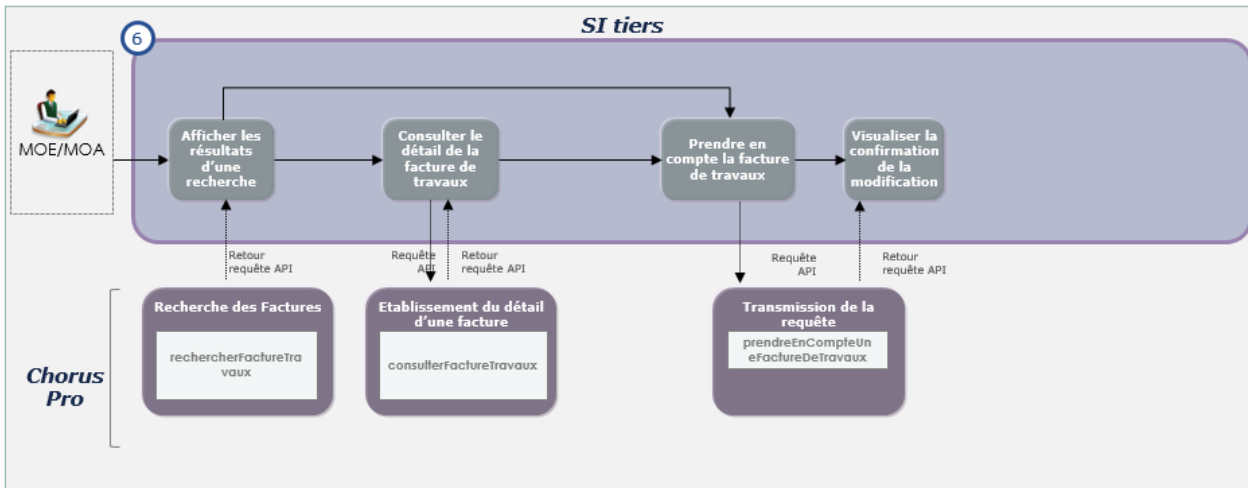 SI tiers
6
MOE/MOA
Afficher les
résultats
d'une
recherche
Consulter le
détail de la
facture de
travaux
Prendre en
compte la facture
de travaux
Visualiser la
confirmation
de la
modification
Retour
requête API
Requête
API
Retour
requête API
Requête
API
Retour
requête API
Chorus
Pro
Recherche des Factures
rechercherFactureTra
vaux
Etablissement du détail
d'une facture
consulterFactureTravaux
Transmission de la
requête
prendreEnCompteUn
eFactureDeTravaux